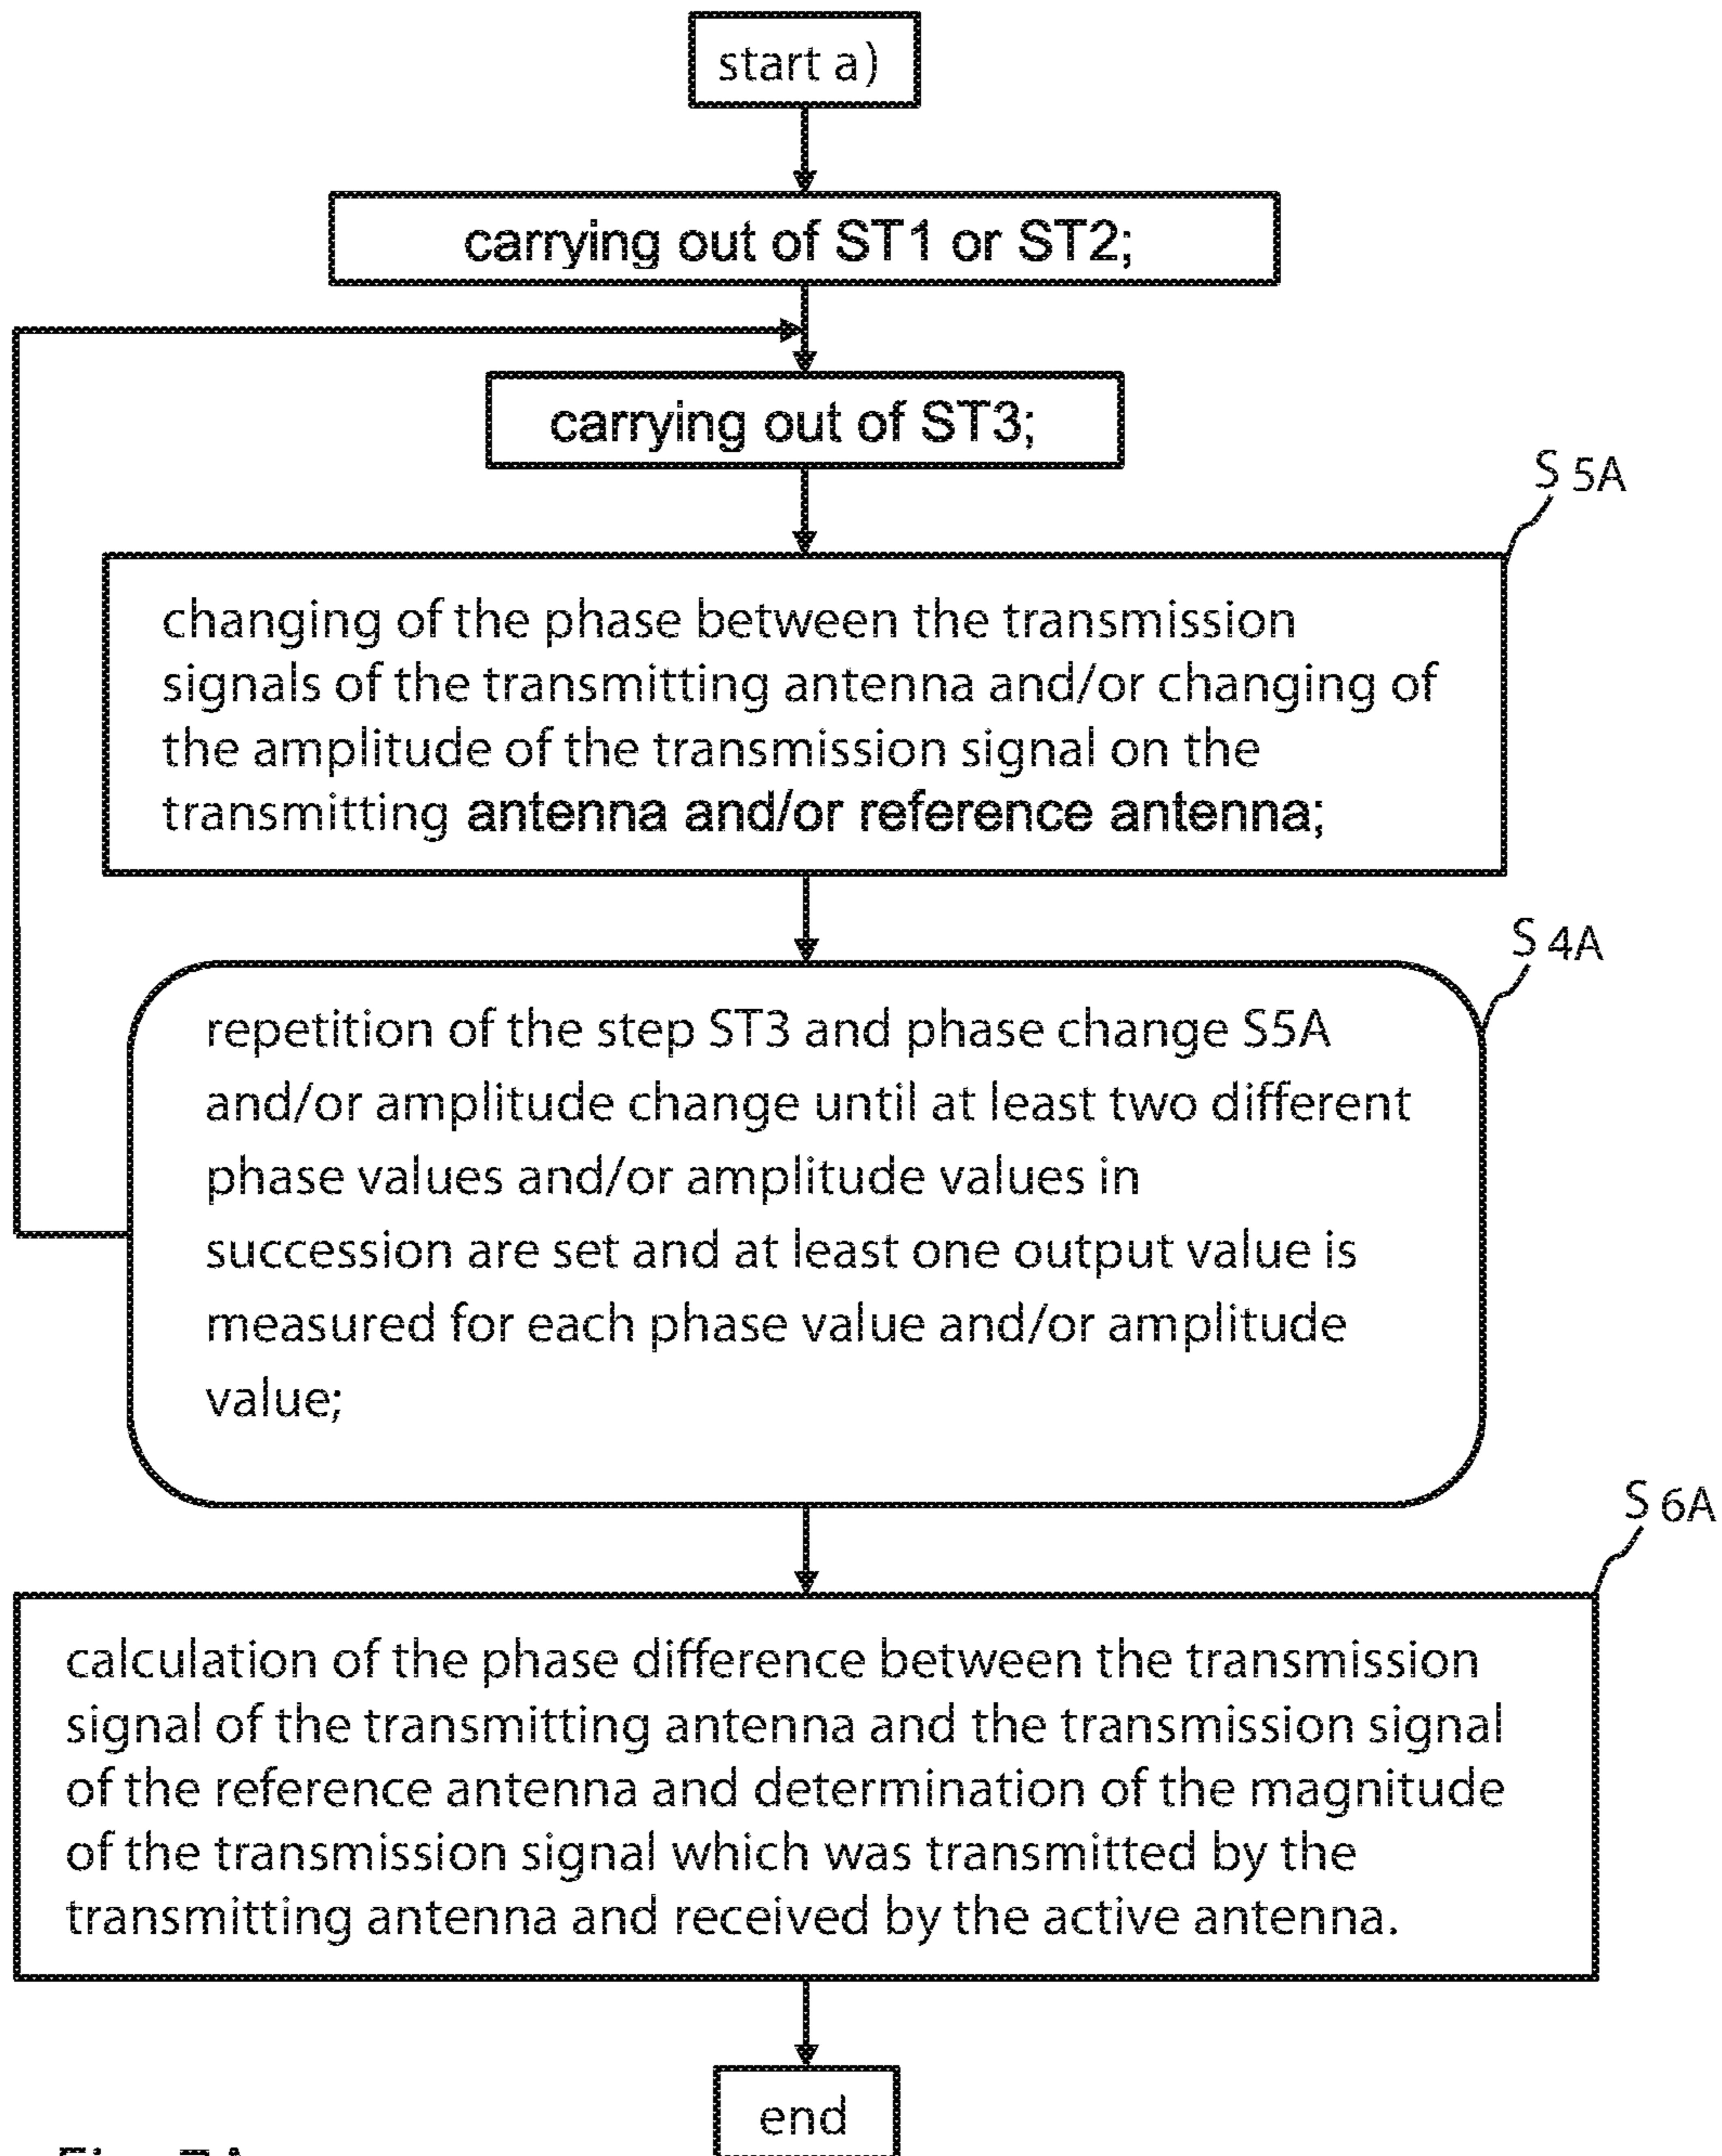 start a)
carrying out of ST1 or ST2;
carrying out of ST3;
S 5A
changing of the phase between the transmission
signals of the transmitting antenna and/or changing of
the amplitude of the transmission signal on the
transmitting antenna and/or reference antenna;
S 4A
repetition of the step ST3 and phase change S5A
and/or amplitude change until at least two different
phase values and/or amplitude values in
succession are set and at least one output value is
measured for each phase value and/or amplitude
value;
S 6A
calculation of the phase difference between the transmission
signal of the transmitting antenna and the transmission signal
of the reference antenna and determination of the magnitude
of the transmission signal which was transmitted by the
transmitting antenna and received by the active antenna.
end